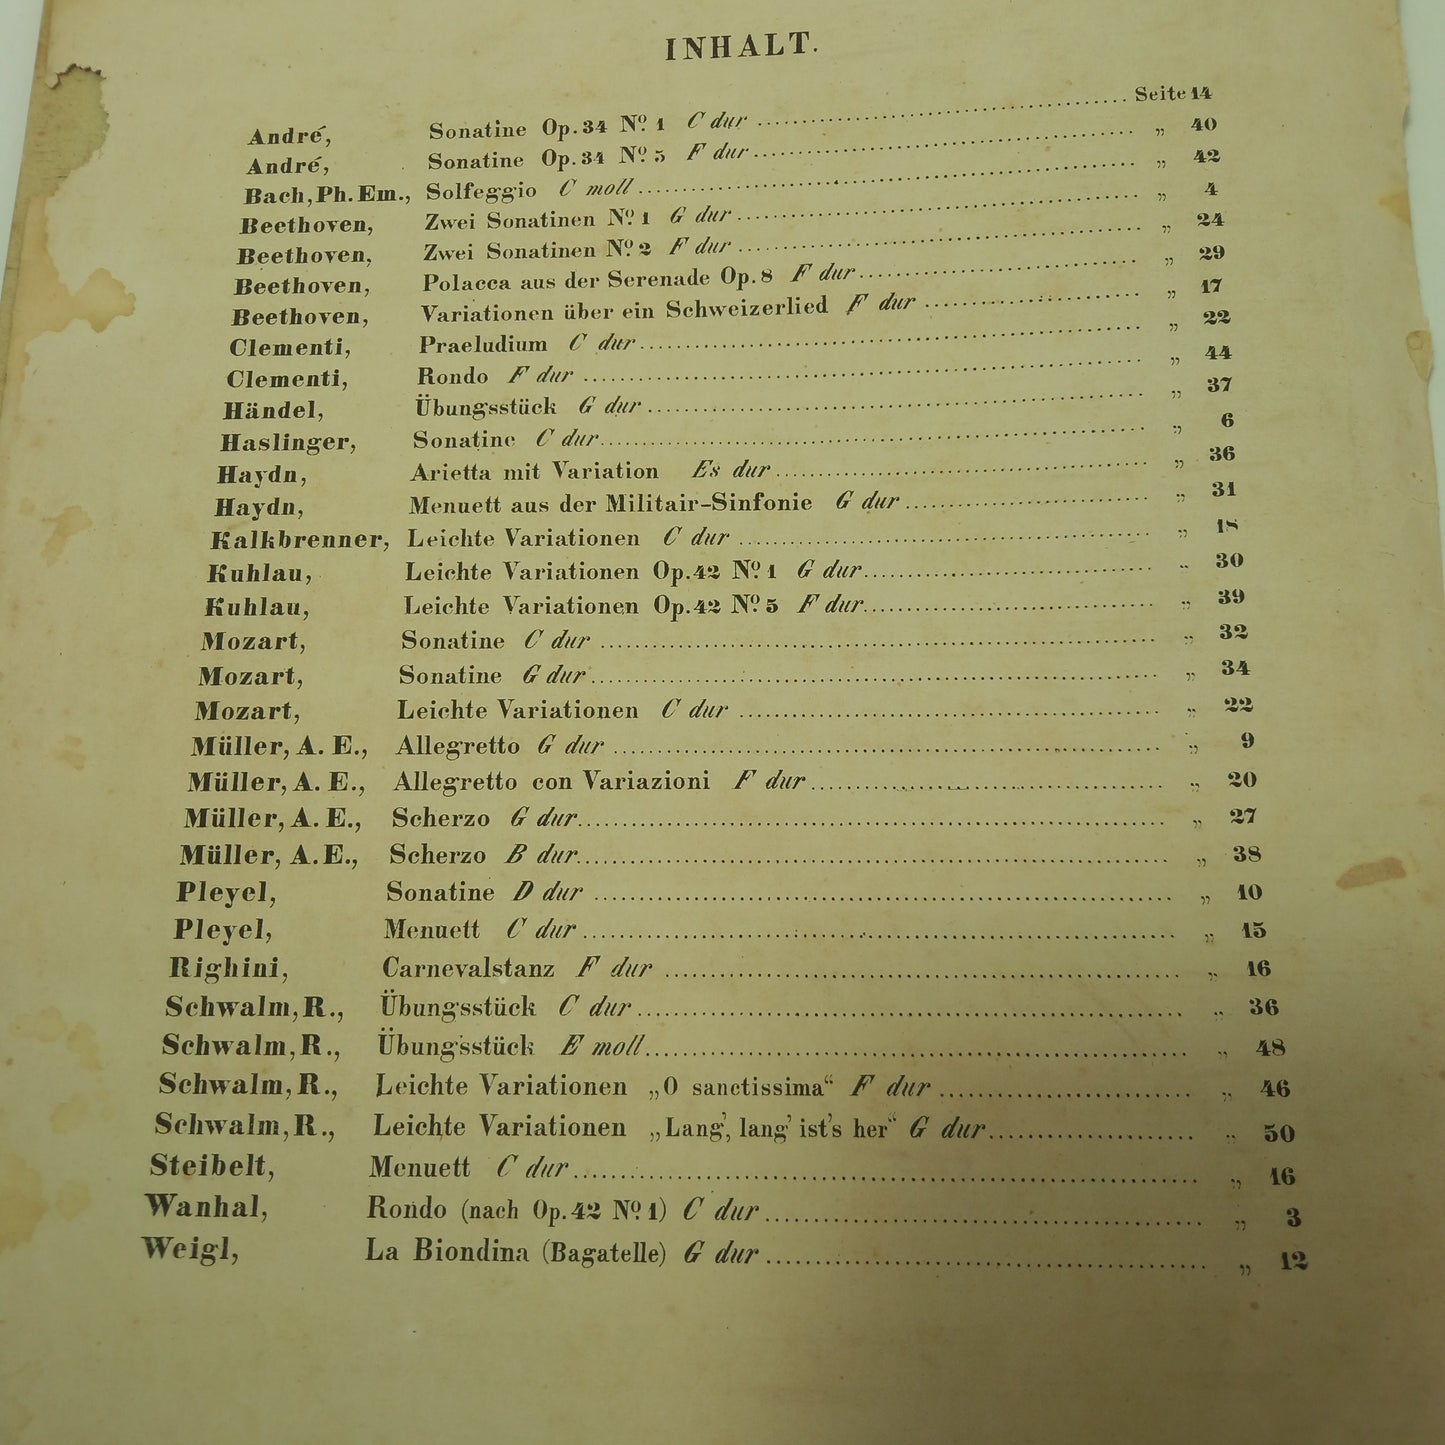 INHALT.
André, Sonatine Op. 34 No. 1 C dur Seite 14
André, Sonatine Op. 34 No. 5 F dur „ 40
Bach, Ph. Em., Solfeggio C moll „ 42
Beethoven, Zwei Sonatinen No. 1 G dur „ 4
Beethoven, Zwei Sonatinen No. 2 F dur „ 24
Beethoven, Polacca aus der Serenade Op. 8 F dur „ 29
Beethoven, Variationen über ein Schweizerlied F dur „ 17
Clementi, Praeludium C dur „ 22
Clementi, Rondo F dur „ 44
Händel, Übungsstück G dur „ 37
Haslinger, Sonatine C dur „ 6
Haydn, Arietta mit Variation Es dur „ 36
Haydn, Menuett aus der Militair-Sinfonie G dur „ 31
Kalkbrenner, Leichte Variationen C dur „ 18
Kuhlau, Leichte Variationen Op. 42 No. 1 G dur „ 30
Kuhlau, Leichte Variationen Op. 42 No. 5 F dur „ 39
Mozart, Sonatine C dur „ 32
Mozart, Sonatine G dur „ 34
Mozart, Leichte Variationen C dur „ 22
Müller, A. E., Allegretto G dur „ 9
Müller, A. E., Allegretto con Variazioni F dur „ 20
Müller, A. E., Scherzo G dur „ 27
Müller, A. E., Scherzo B dur „ 38
Pleyel, Sonatine D dur „ 10
Pleyel, Menuett C dur „ 15
Righini, Carnevalstanz F dur „ 16
Schwalm, R., Übungsstück C dur „ 36
Schwalm, R., Übungsstück E moll „ 48
Schwalm, R., Leichte Variationen „O sanctissima“ F dur „ 46
Schwalm, R., Leichte Variationen „Lang', lang' ist's her“ G dur „ 50
Steibelt, Menuett C dur „ 16
Wanhal, Rondo (nach Op. 42 No. 1) C dur „ 3
Weigl, La Biondina (Bagatelle) G dur „ 12